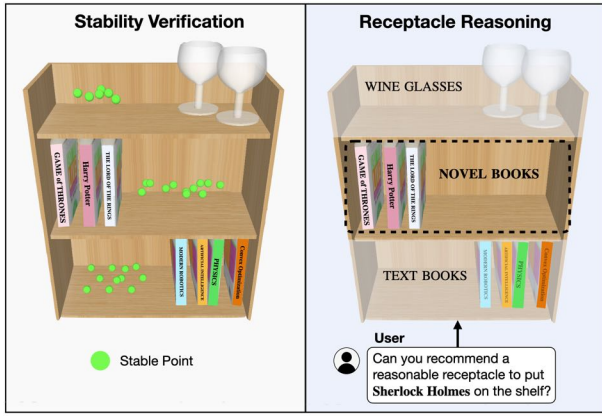 Stability Verification
GAME of THRONES
Harry Potter
THE LORD OF THE RINGS
MODERN ROBOTICS
ARTIFICIAL INTELLIGENCE
PHYSICS
Convex Optimization
Stable Point
Receptacle Reasoning
WINE GLASSES
GAME of THRONES
Harry Potter
THE LORD OF THE RINGS
NOVEL BOOKS
TEXT BOOKS
MODERN ROBOTICS
ARTIFICIAL INTELLIGENCE
PHYSICS
Convex Optimization
User
Can you recommend a
reasonable receptacle to put
Sherlock Holmes on the shelf?